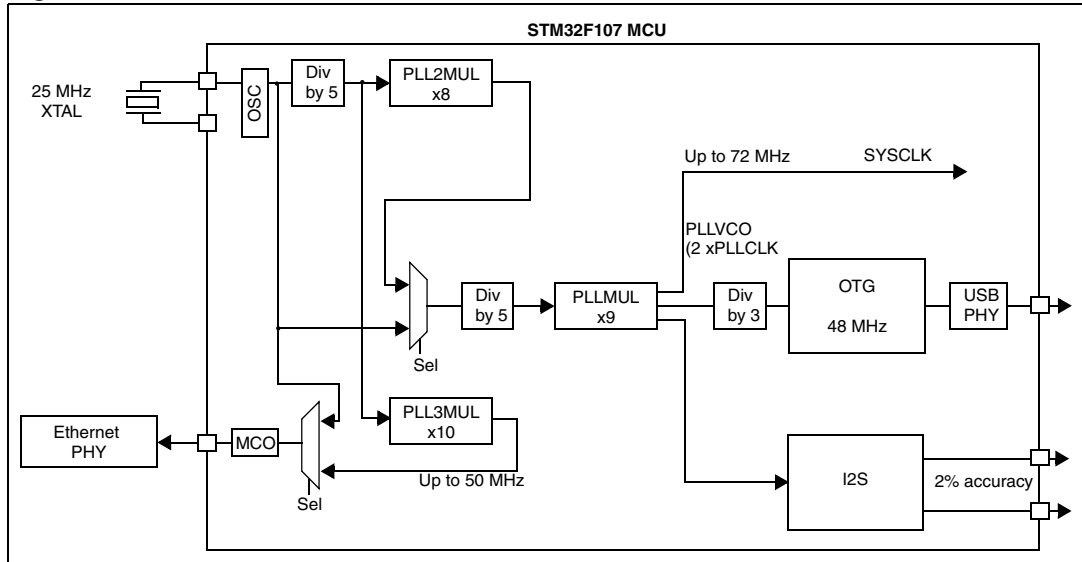 STM32F107 MCU
25 MHz
XTAL
OSC
Div
by 5
PLL2MUL
x8
Up to 72 MHz
SYSCLK
PLLVCO
(2 xPLLCLK
Div
by 5
PLLMUL
x9
Div
by 3
OTG
48 MHz
USB
PHY
Sel
Ethernet
PHY
MCO
PLL3MUL
x10
Up to 50 MHz
Sel
I2S
2% accuracy